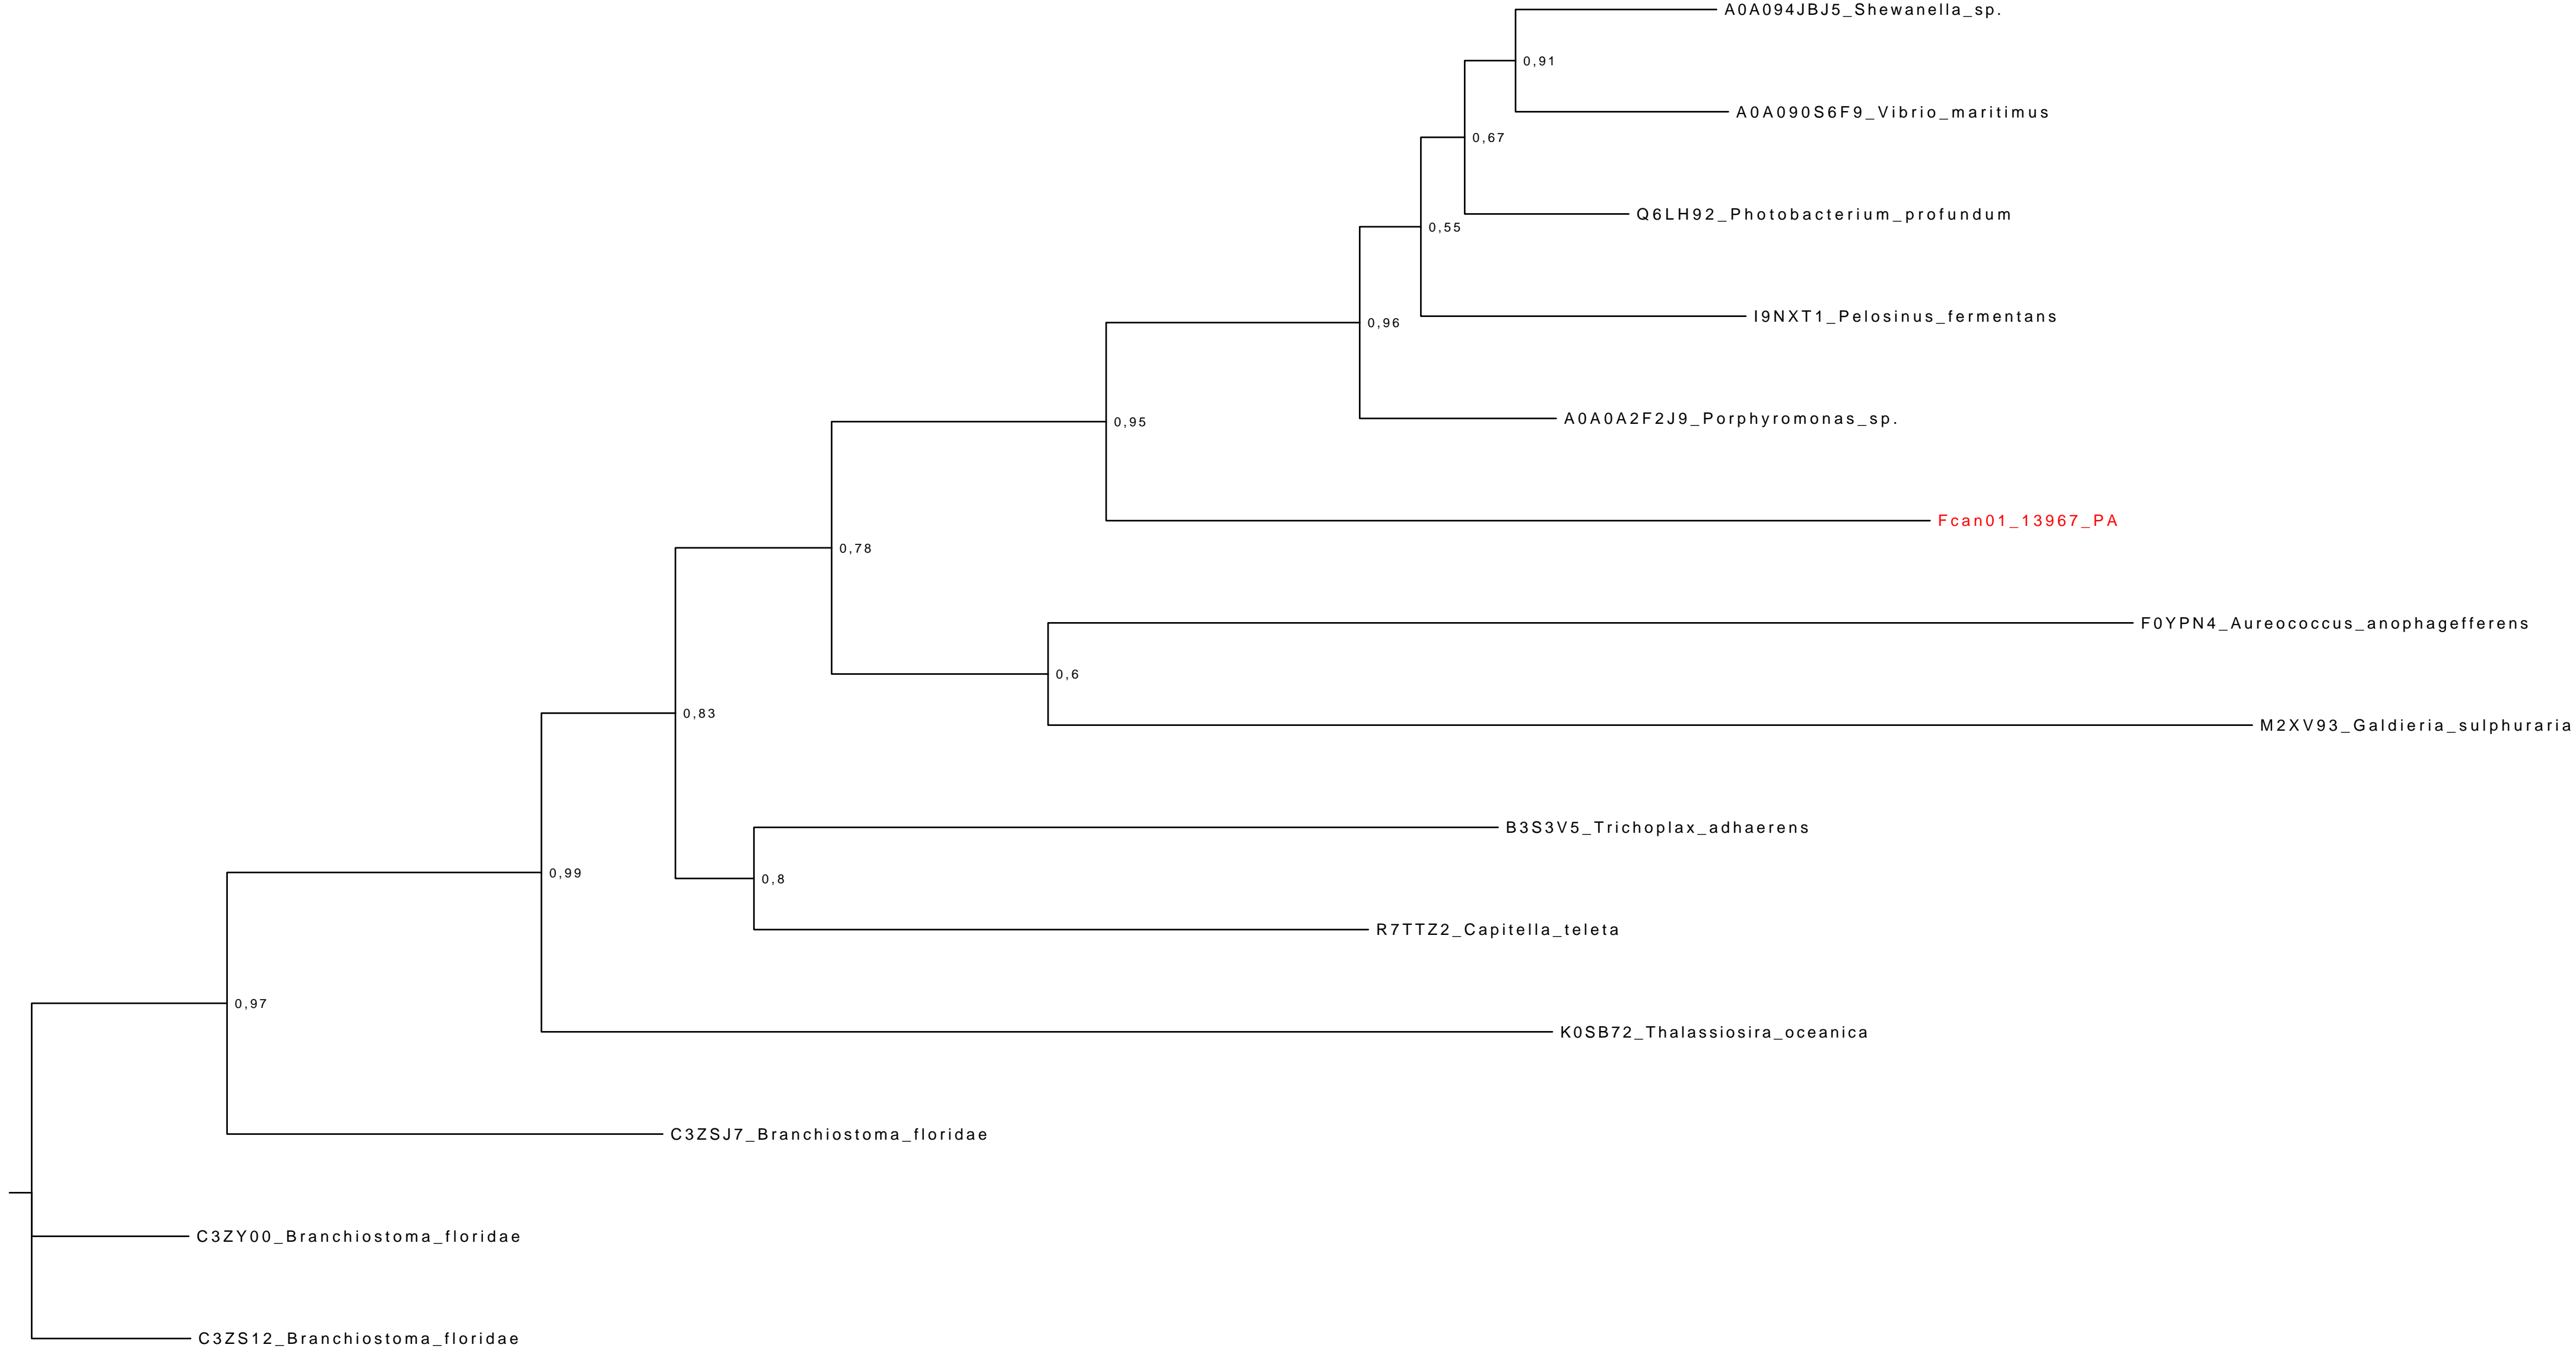 A0A094JBJ5_Shewanella_sp.
0,91
A0A090S6F9_Vibrio_maritimus
0,67
Q6LH92_Photobacterium_profundum
0,55
I9NXT1_Pelosinus_fermentans
0,96
A0A0A2F2J9_Porphyromonas_sp.
0,95
Fcan01_13967_PA
0,78
F0YPN4_Aureococcus_anophagefferens
0,6
M2XV93_Galdieria_sulphuraria
0,83
B3S3V5_Trichoplax_adhaerens
0,8
R7TTZ2_Capitella_teleta
0,99
K0SB72_Thalassiosira_oceanica
0,97
C3ZSJ7_Branchiostoma_floridae
C3ZY00_Branchiostoma_floridae
C3ZS12_Branchiostoma_floridae